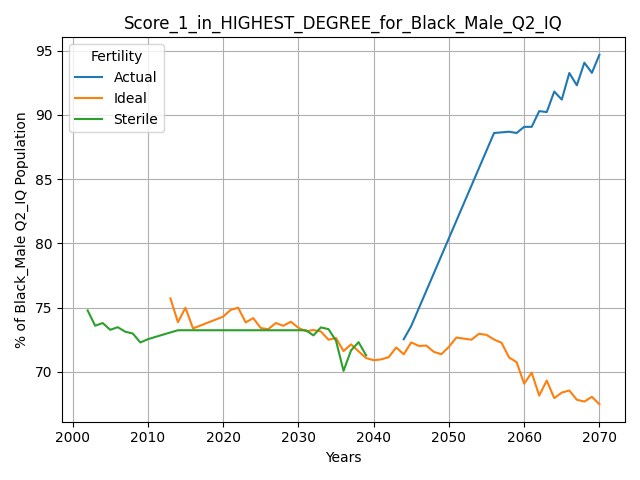 Score_1_in_HIGHEST_DEGREE_for_Black_Male_Q2_IQ
Fertility
Actual
Ideal
Sterile
% of Black_Male Q2_IQ Population
95
90
85
80
75
70
2000 2010 2020 2030 2040 2050 2060 2070
Years